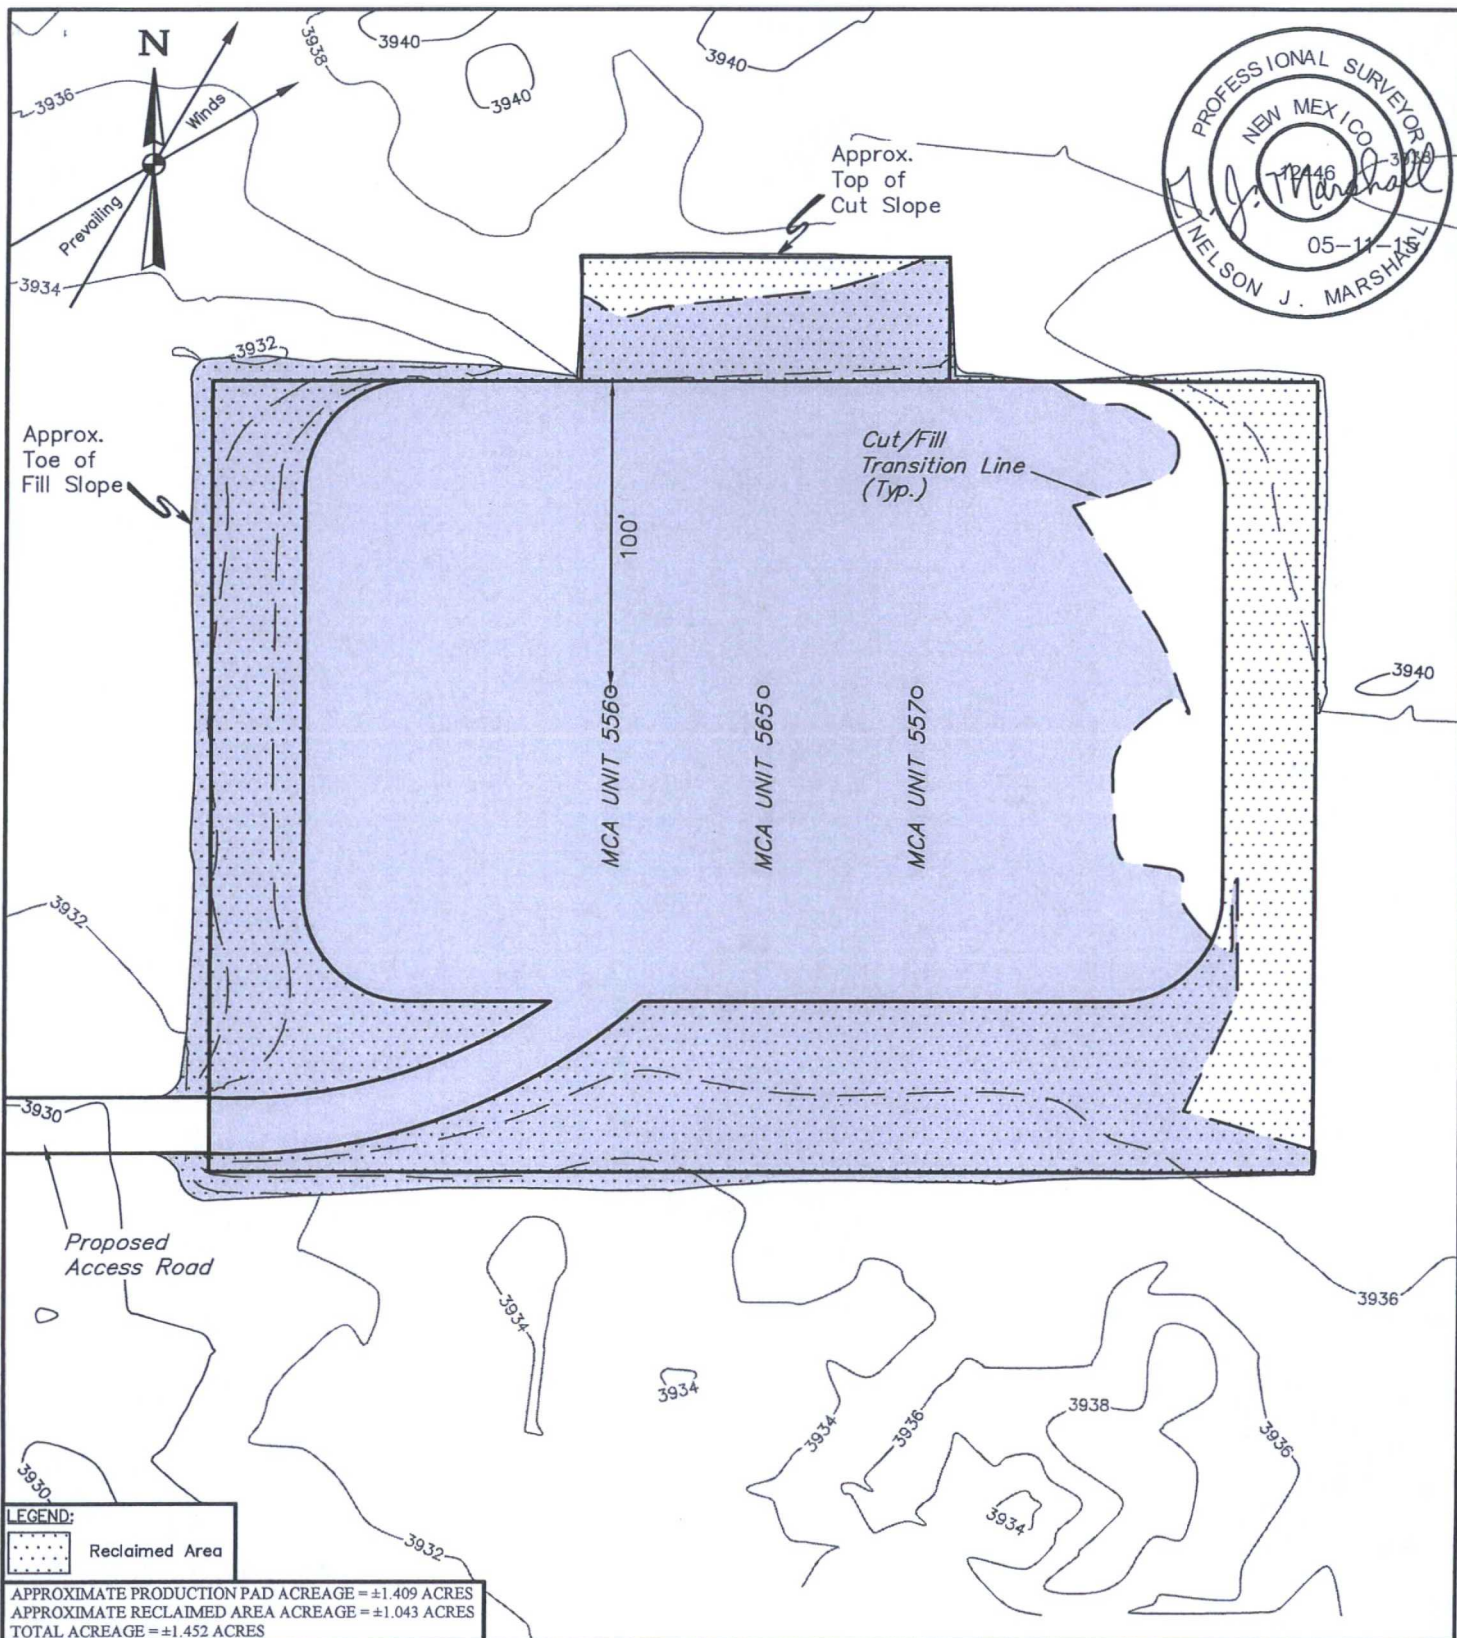 N
Winds
Prevailing
3936
3938
3940
3940
3940
PROFESSIONAL SURVEYOR
NEW MEXICO
12446
3938
N.J. Marshall
05-11-15
NELSON J. MARSHALL
Approx.
Top of
Cut Slope
3934
3932
Approx.
Toe of
Fill Slope
Cut/Fill
Transition Line
(Typ.)
100'
3940
MCA UNIT 556
MCA UNIT 565
MCA UNIT 557
3932
3930
Proposed
Access Road
3936
3934
3934
3934
3936
3938
3936
3934
3930
3932
LEGEND:
Reclaimed Area
APPROXIMATE PRODUCTION PAD ACREAGE = ±1.409 ACRES
APPROXIMATE RECLAIMED AREA ACREAGE = ±1.043 ACRES
TOTAL ACREAGE = ±1.452 ACRES